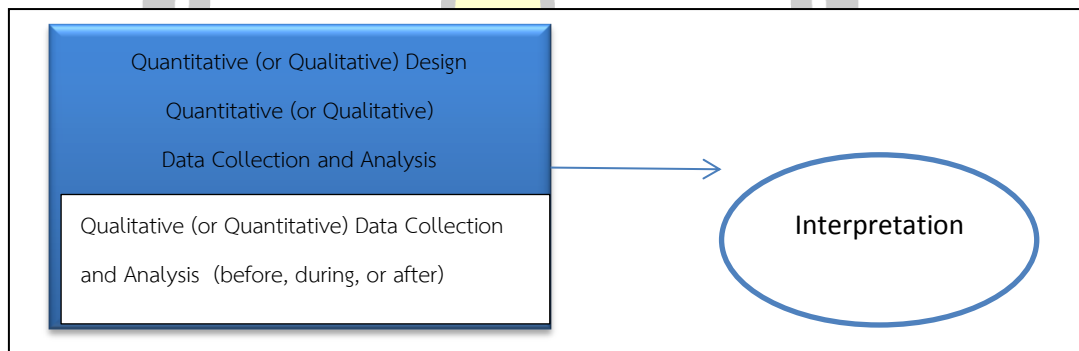 Quantitative (or Qualitative) Design
Quantitative (or Qualitative)
Data Collection and Analysis
Qualitative (or Quantitative) Data Collection
and Analysis (before, during, or after)
Interpretation